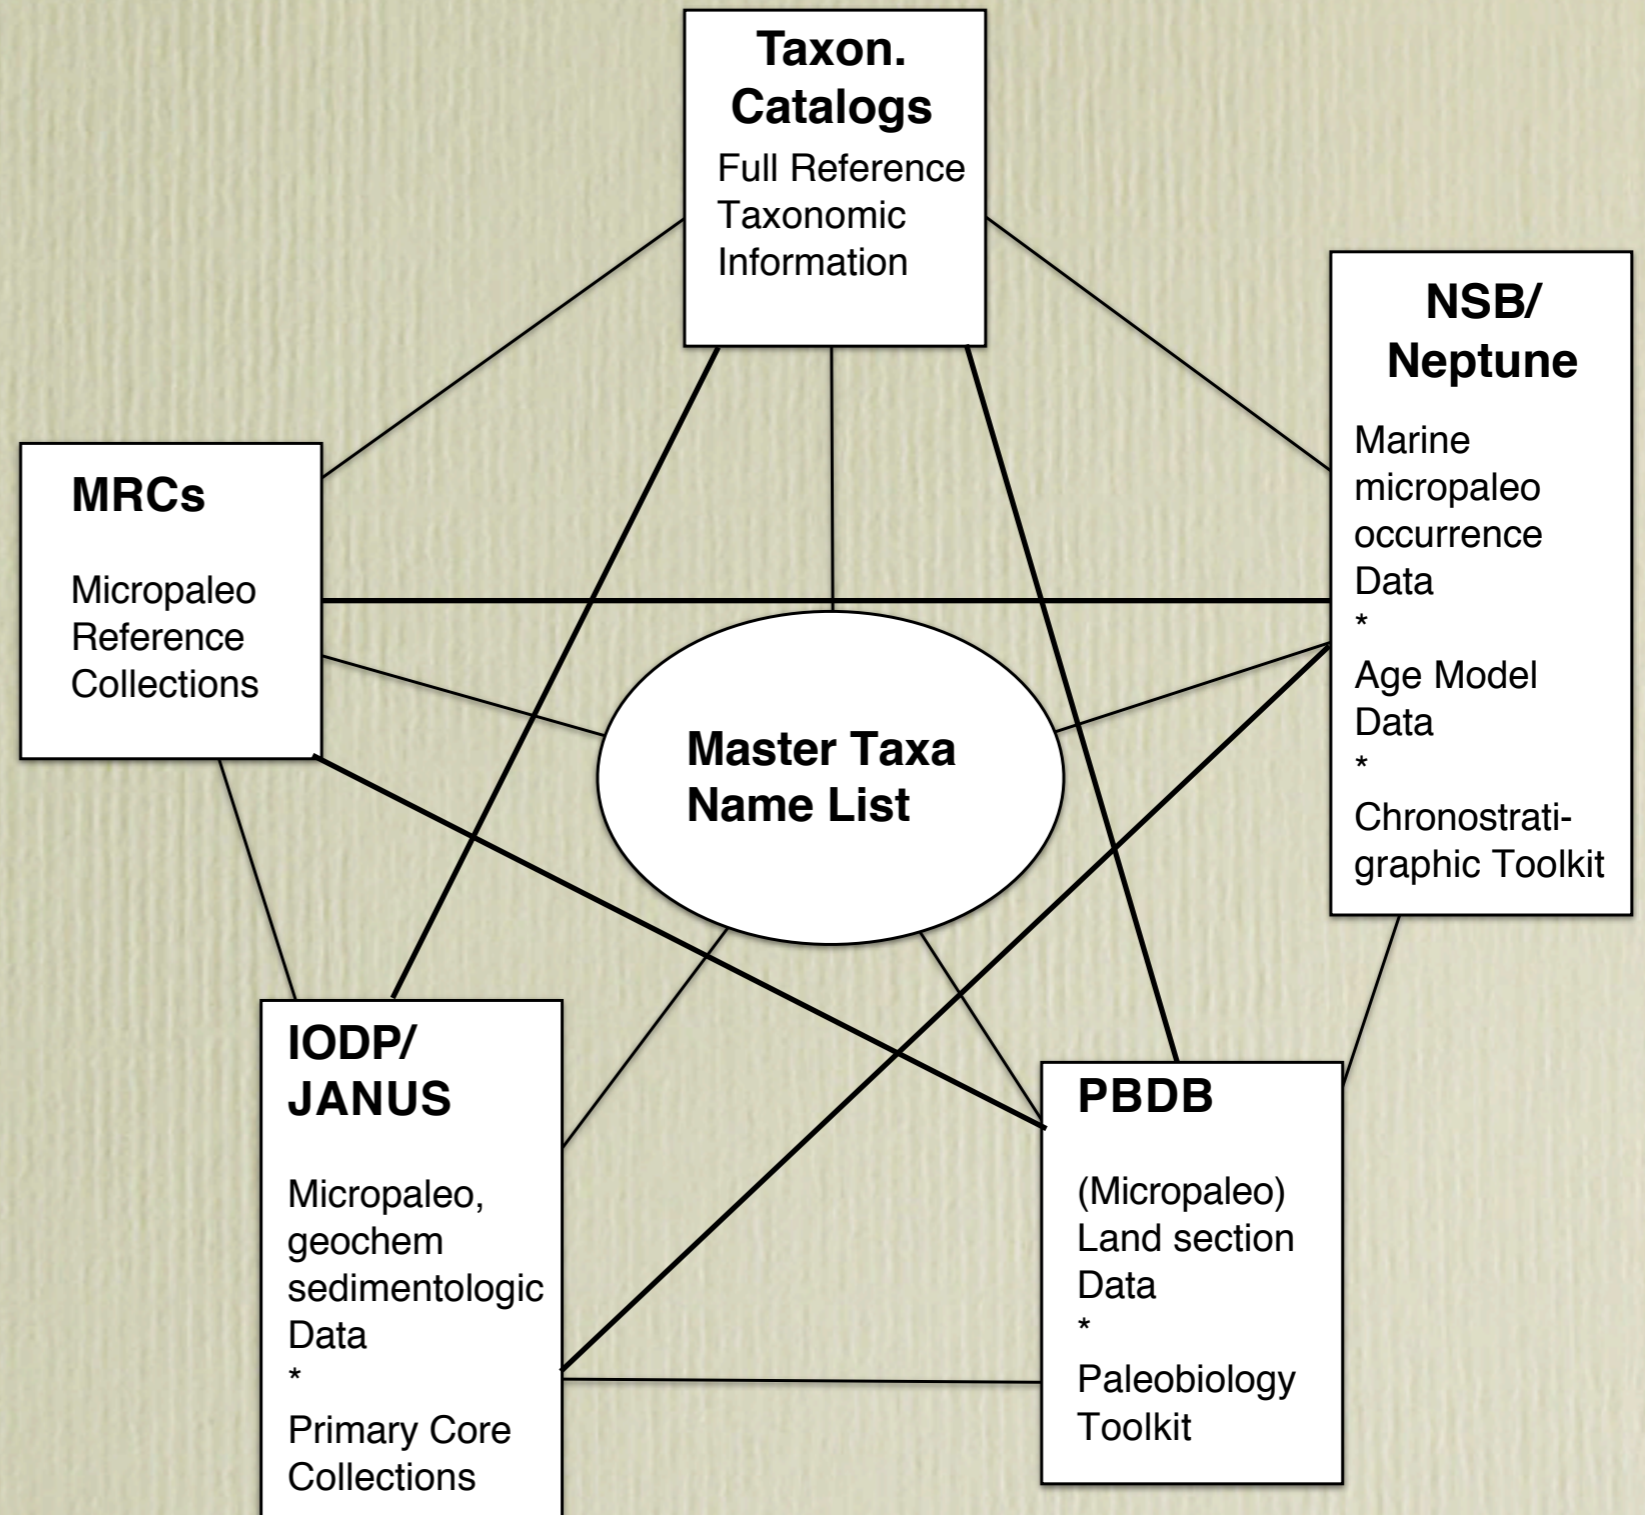 Taxon.
Catalogs
Full Reference
Taxonomic
Information
NSB/
Neptune
Marine
micropaleo
occurrence
Data
*
Age Model
Data
*
Chronostrati-
graphic Toolkit
MRCs
Micropaleo
Reference
Collections
Master Taxa
Name List
IODP/
JANUS
Micropaleo,
geochem
sedimentologic
Data
*
Primary Core
Collections
PBDB
(Micropaleo)
Land section
Data
*
Paleobiology
Toolkit